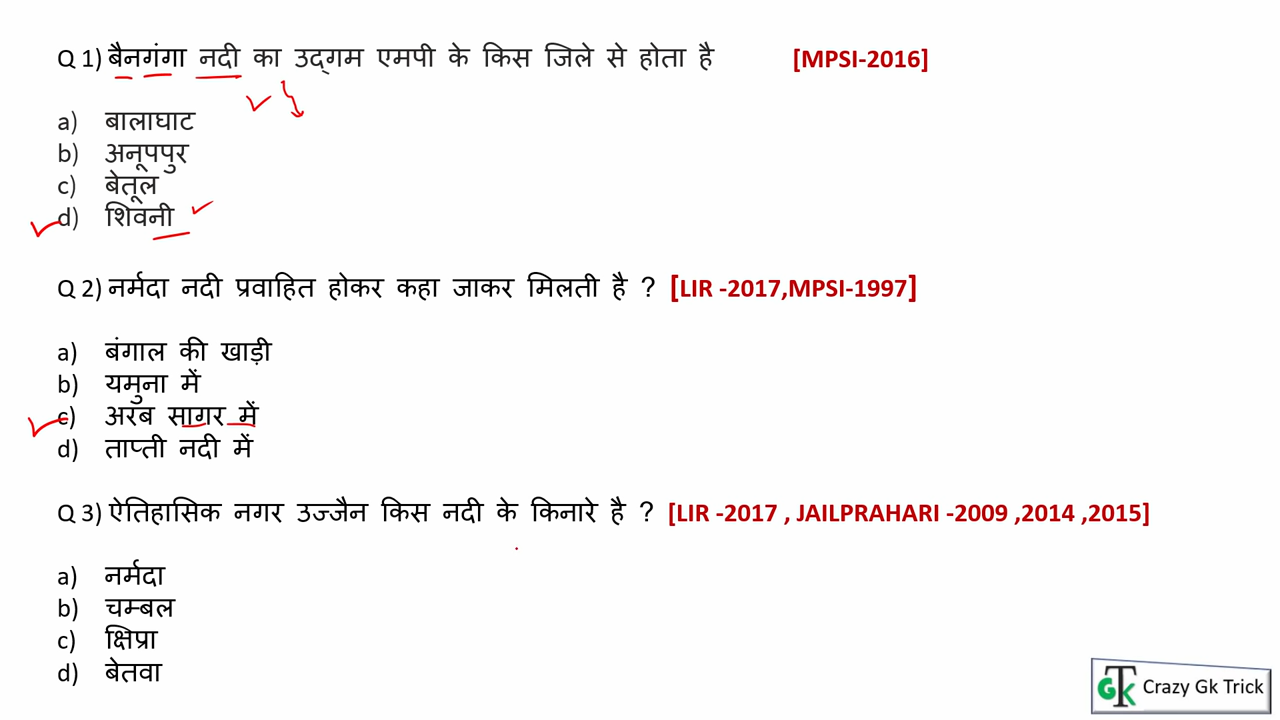 Q 1) बैनगंगा नदी का उद्गम एमपी के किस जिले से होता है [MPSI-2016]
a) बालाघाट
b) अनूपपुर
c) बेतूल
d) शिवनी
Q 2) नर्मदा नदी प्रवाहित होकर कहा जाकर मिलती है ? [LIR -2017,MPSI-1997]
a) बंगाल की खाड़ी
b) यमुना में
c) अरब सागर में
d) ताप्ती नदी में
Q 3) ऐतिहासिक नगर उज्जैन किस नदी के किनारे है ? [LIR -2017 , JAILPRAHARI -2009 ,2014 ,2015]
a) नर्मदा
b) चम्बल
c) क्षिप्रा
d) बेतवा
GTK Crazy Gk Trick